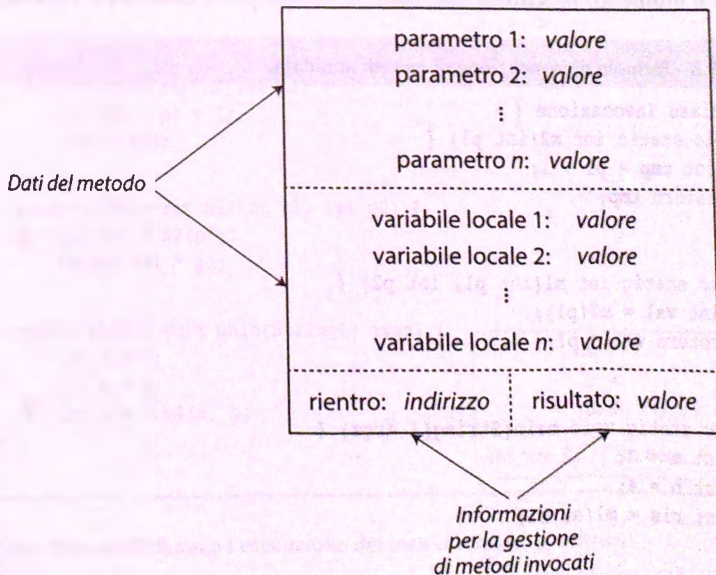 parametro 1: valore
parametro 2: valore
⋮
parametro n: valore
Dati del metodo
variabile locale 1: valore
variabile locale 2: valore
⋮
variabile locale n: valore
rientro: indirizzo risultato: valore
Informazioni
per la gestione
di metodi invocati